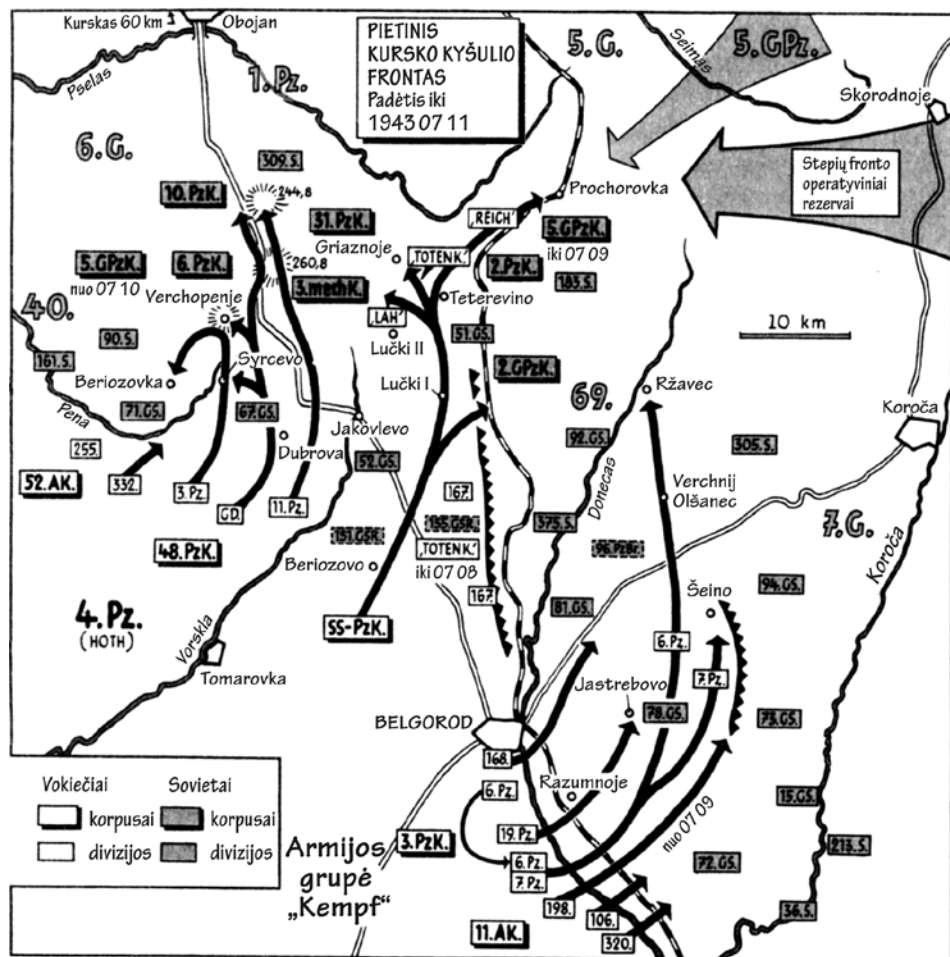 Kurskas 60 km
Obojan
PIETINIS
KURSKO KYŠULIO
FRONTAS
Padėtis iki
1943 07 11
5. G.
Seimas
5. GPz.
Skorodnoje
Pselas
1. Pz.
6. G.
309. S.
10. PzK.
244,8
Stepių fronto
operatyviniai
rezervai
Prochorovka
„REICH‘
31. PzK.
Griaznoje
5. GPzK.
iki 07 09
„TOTENK.‘
5. GPzK.
nuo 07 10
6. PzK.
260,8
3. mechK.
2. PzK.
183. S.
Verchopenje
Teterevino
40.
„LAH‘
Lučki II
51. GS.
10 km
90. S.
161. S.
Syrcevo
2. GPzK.
Beriozovka
Lučki I
69.
Ržavec
Koroča
Pena
71. GS.
67. GS.
Jakovlevo
255.
Dubrova
92. GS.
305. S.
52. AK.
332.
52. GS.
3. Pz.
GD.
11. Pz.
167.
Donecas
Verchnij
Olšanec
7. G.
48. PzK.
151. GSK.
375. S.
„TOTENK.‘
iki 07 08
96. PzBr.
Koroča
Beriozovo
167.
94. GS.
Šeino
81. GS.
4. Pz.
(HOTH)
SS-PzK.
6. Pz.
Vorskla
Tomarovka
7. Pz.
Jastrebovo
78. GS.
73. GS.
BELGOROD
168.
Vokiečiai
Sovietai
korpusai
korpusai
divizijos
divizijos
6. Pz.
Razumnoje
15. GS.
nuo 07 09
3. PzK.
19. Pz.
213. S.
Armijos
grupė
„Kempf“
6. Pz.
7. Pz.
72. GS.
198.
106.
36. S.
11. AK.
320.